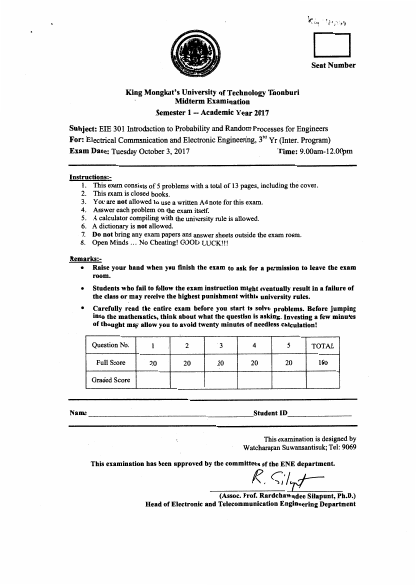 Seat Number
King Mongkut's University of Technology Thonburi
Midterm Examination
Semester 1 – Academic Year 2017
Subject: EIE 301 Introduction to Probability and Random Processes for Engineers
For: Electrical Communication and Electronic Engineering, 3rd Yr (Inter. Program)
Exam Date: Tuesday October 3, 2017 Time: 9.00am-12.00pm
Instructions:-
1. This exam consists of 5 problems with a total of 13 pages, including the cover.
2. This exam is closed books.
3. You are not allowed to use a written A4 note for this exam.
4. Answer each problem on the exam itself.
5. A calculator compiling with the university rule is allowed.
6. A dictionary is not allowed.
7. Do not bring any exam papers and answer sheets outside the exam room.
8. Open Minds ... No Cheating! GOOD LUCK!!!
Remarks:-
• Raise your hand when you finish the exam to ask for a permission to leave the exam
room.
• Students who fail to follow the exam instruction might eventually result in a failure of
the class or may receive the highest punishment within university rules.
• Carefully read the entire exam before you start to solve problems. Before jumping
into the mathematics, think about what the question is asking. Investing a few minutes
of thought may allow you to avoid twenty minutes of needless calculation!
Question No. 1 2 3 4 5 TOTAL
Full Score 20 20 20 20 20 100
Graded Score
Name Student ID
This examination is designed by
Watcharapan Suwansantisuk; Tel: 9069
This examination has been approved by the committees of the ENE department.
R. Silapunt
(Assoc. Prof. Rardchawadee Silapunt, Ph.D.)
Head of Electronic and Telecommunication Engineering Department